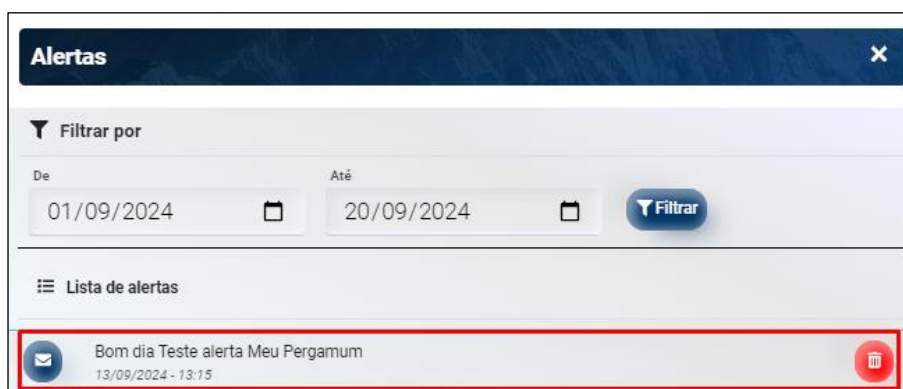 Alertas
Filtrar por
De
Até
01/09/2024
20/09/2024
Filtrar
Lista de alertas
Bom dia Teste alerta Meu Pergamum
13/09/2024 - 13:15